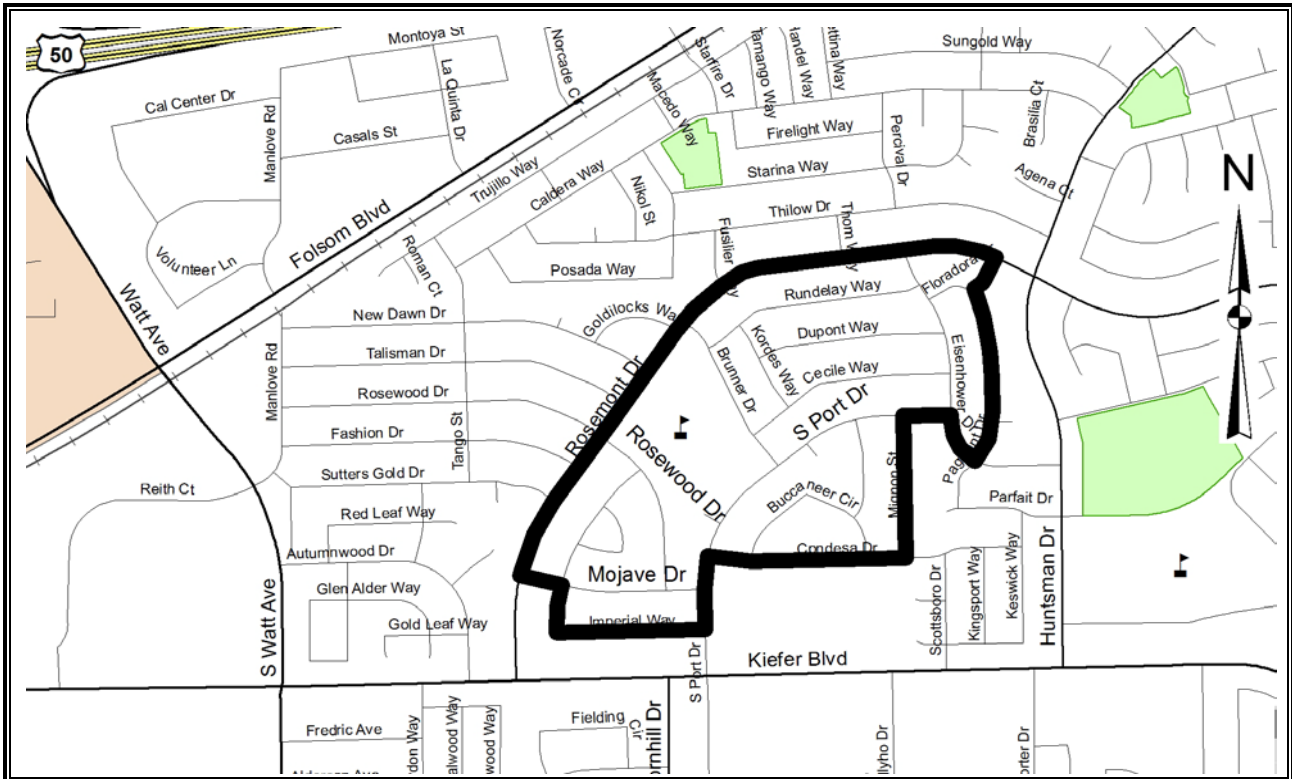 50
Montoya St
Norcade Cir
Starfire Dr
Tamango Way
Sungold Way
La Quinta Dr
Macedo Way
Cal Center Dr
Manlove Rd
Casals St
Firelight Way
Percival Dr
Brasilia Ct
N
Trujillo Way
Caldera Way
Starina Way
Agena Ct
Nikol St
Folsom Blvd
Thilow Dr
Thom Way
Volunteer Ln
Roman Ct
Posada Way
Fusilier Way
Watt Ave
Rundelay Way
Floradora
New Dawn Dr
Goldilocks Wa
Dupont Way
Talisman Dr
Kordes Way
Brunner Dr
Cecile Way
Eisenhower Dr
Manlove Rd
Rosewood Dr
Rosemont Dr
S Port Dr
Fashion Dr
Tango St
Rosewood Dr
Sutters Gold Dr
Mignon St
Reith Ct
Buccaneer Cir
Parfait Dr
Red Leaf Way
Autumnwood Dr
Condesa Dr
Glen Alder Way
Mojave Dr
Gold Leaf Way
Imperial Way
Scottsboro Dr
Kingsport Way
Keswick Way
Huntsman Dr
S Watt Ave
S Port Dr
Kiefer Blvd
Fredric Ave
Fielding Cir